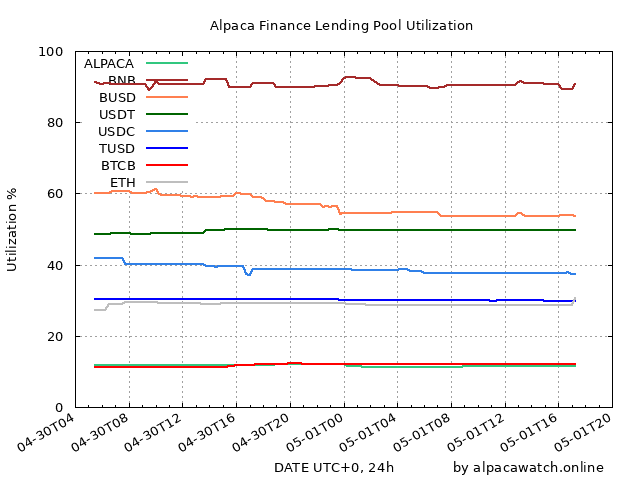 Alpaca Finance Lending Pool Utilization
100
80
60
40
20
0
Utilization %
ALPACA
BNB
BUSD
USDT
USDC
TUSD
BTCB
ETH
04-30T04
04-30T08
04-30T12
04-30T16
04-30T20
05-01T00
05-01T04
05-01T08
05-01T12
05-01T16
05-01T20
DATE UTC+0, 24h
by alpacawatch.online